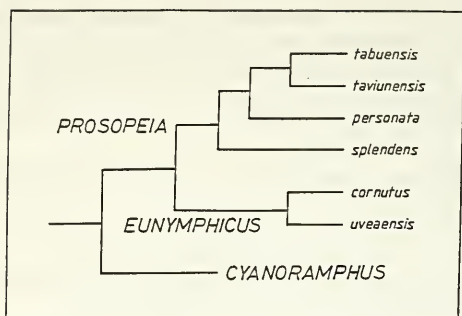 tabuensis
taviunensis
PROSOPEIA
personata
splendens
cornutus
EUNYMPHICUS
uveaensis
CYANORAMPHUS